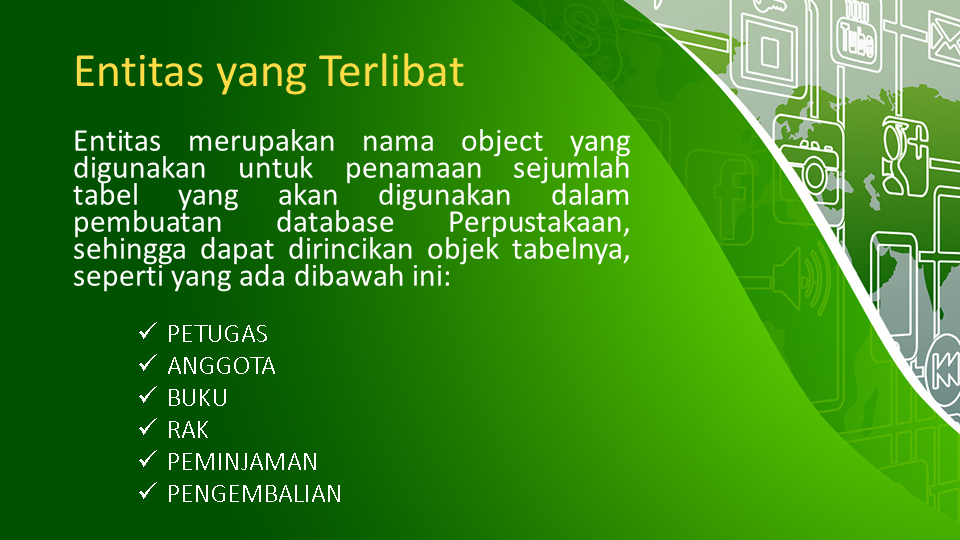 Entitas yang Terlibat
Entitas merupakan nama object yang
digunakan untuk penamaan sejumlah
tabel yang akan digunakan dalam
pembuatan database Perpustakaan,
sehingga dapat dirincikan objek tabelnya,
seperti yang ada dibawah ini:
✓ PETUGAS
✓ ANGGOTA
✓ BUKU
✓ RAK
✓ PEMINJAMAN
✓ PENGEMBALIAN
You
Tube